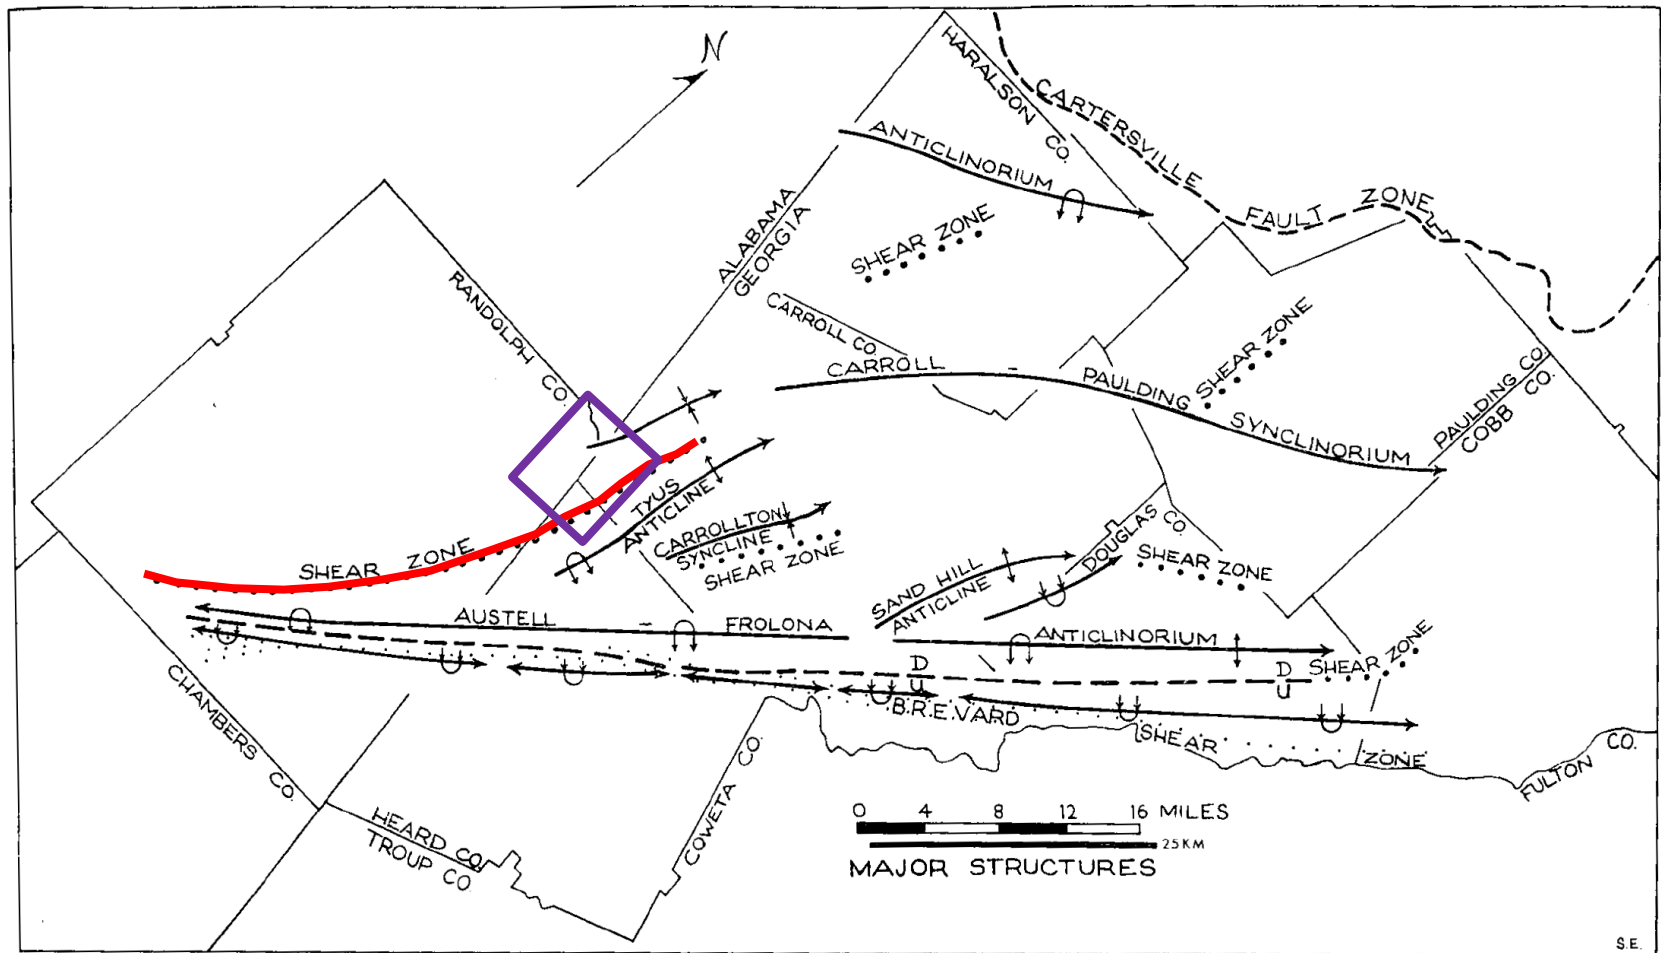 N
HARALSON CO.
CARTERSVILLE FAULT ZONE
ANTICLINORIUM
ALABAMA
GEORGIA
SHEAR ZONE
RANDOLPH CO.
CARROLL CO.
SHEAR ZONE
CARROLL - PAULDING SYNCLINORIUM
PAULDING CO.
COBB CO.
TYUS
ANTICLINE
CARROLLTON
SYNCLINE
SHEAR ZONE
SHEAR ZONE
SAND HILL
ANTICLINE
DOUGLAS CO.
SHEAR ZONE
AUSTELL - FROLONA ANTICLINORIUM
D
U
D
U
SHEAR ZONE
B.R.E.VARD SHEAR ZONE
CHAMBERS CO.
HEARD CO.
TROUP CO.
COWETA CO.
FULTON CO.
0 4 8 12 16 MILES
25 KM
MAJOR STRUCTURES
S.E.